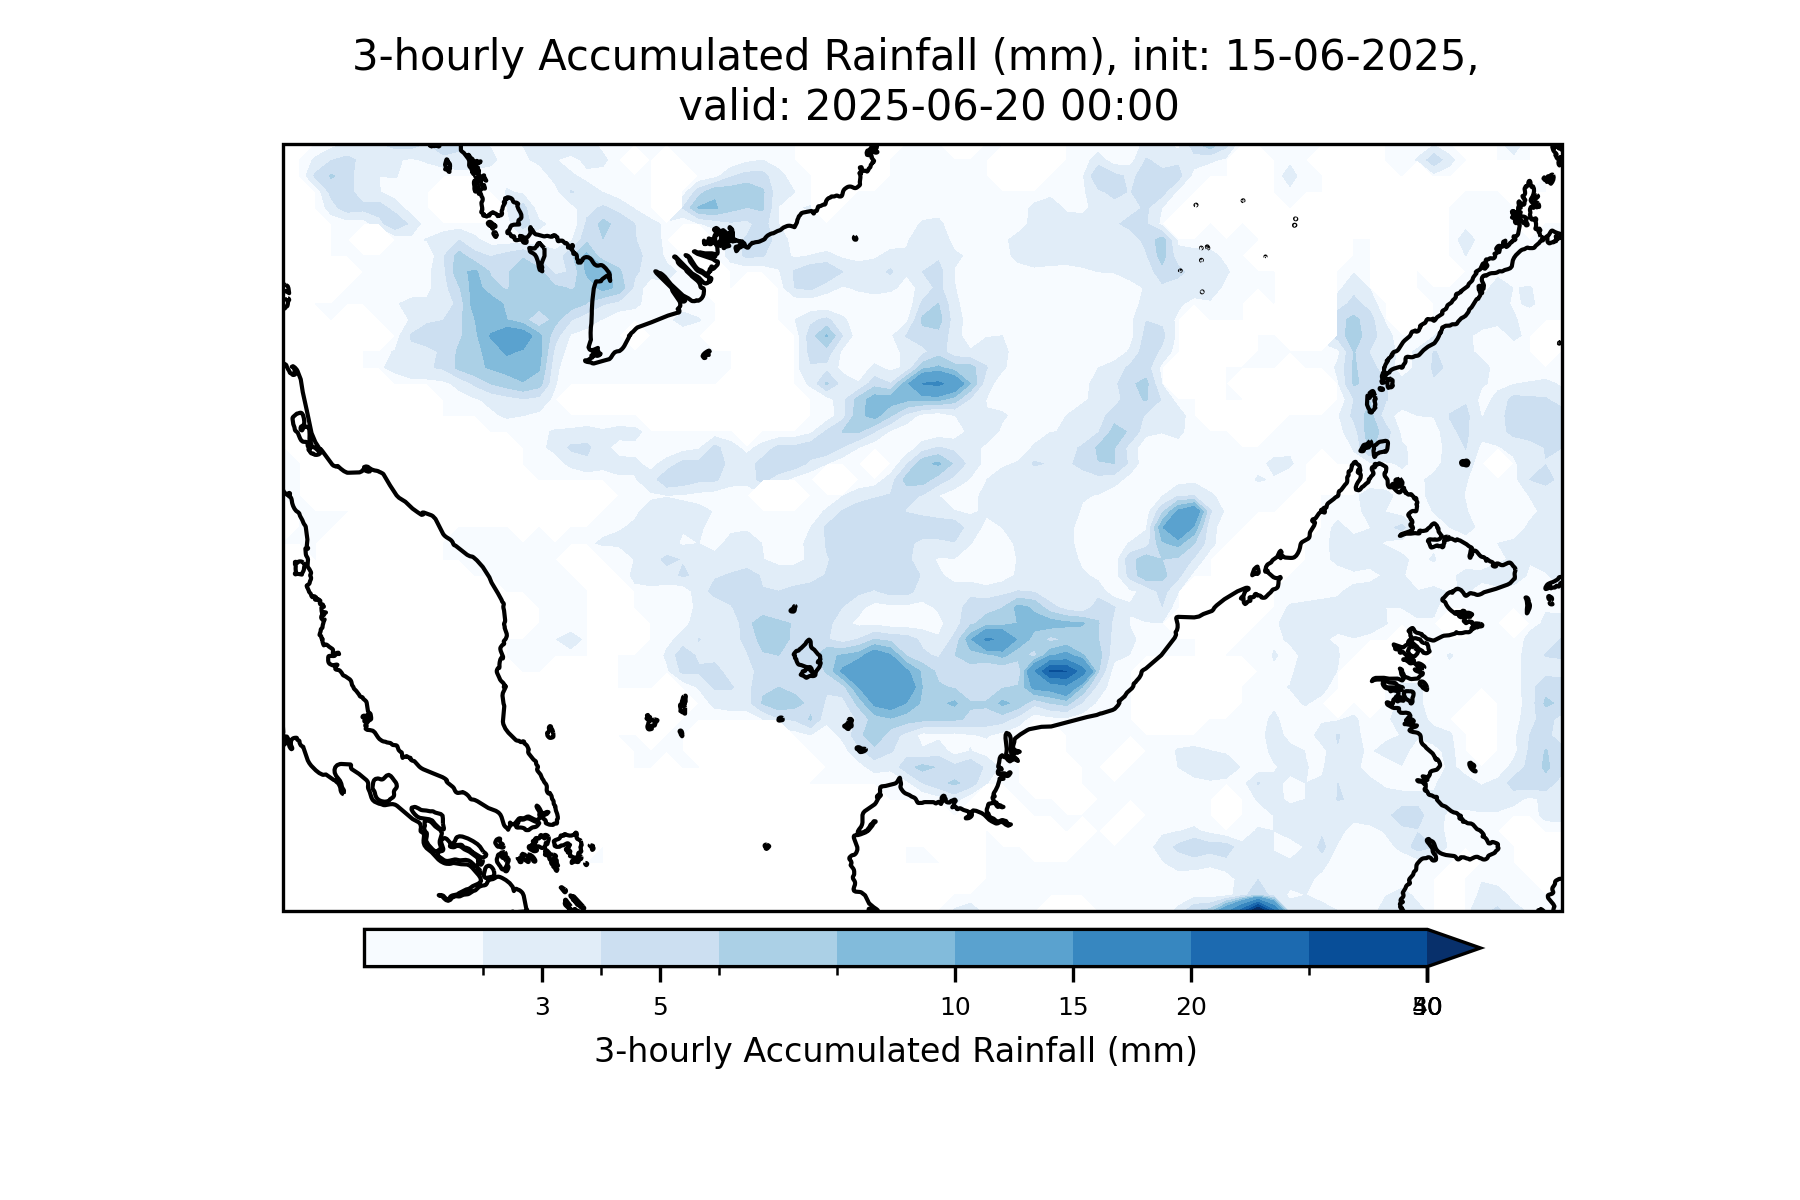 3-hourly Accumulated Rainfall (mm), init: 15-06-2025,
valid: 2025-06-20 00:00
3 5 10 15 20
3-hourly Accumulated Rainfall (mm)